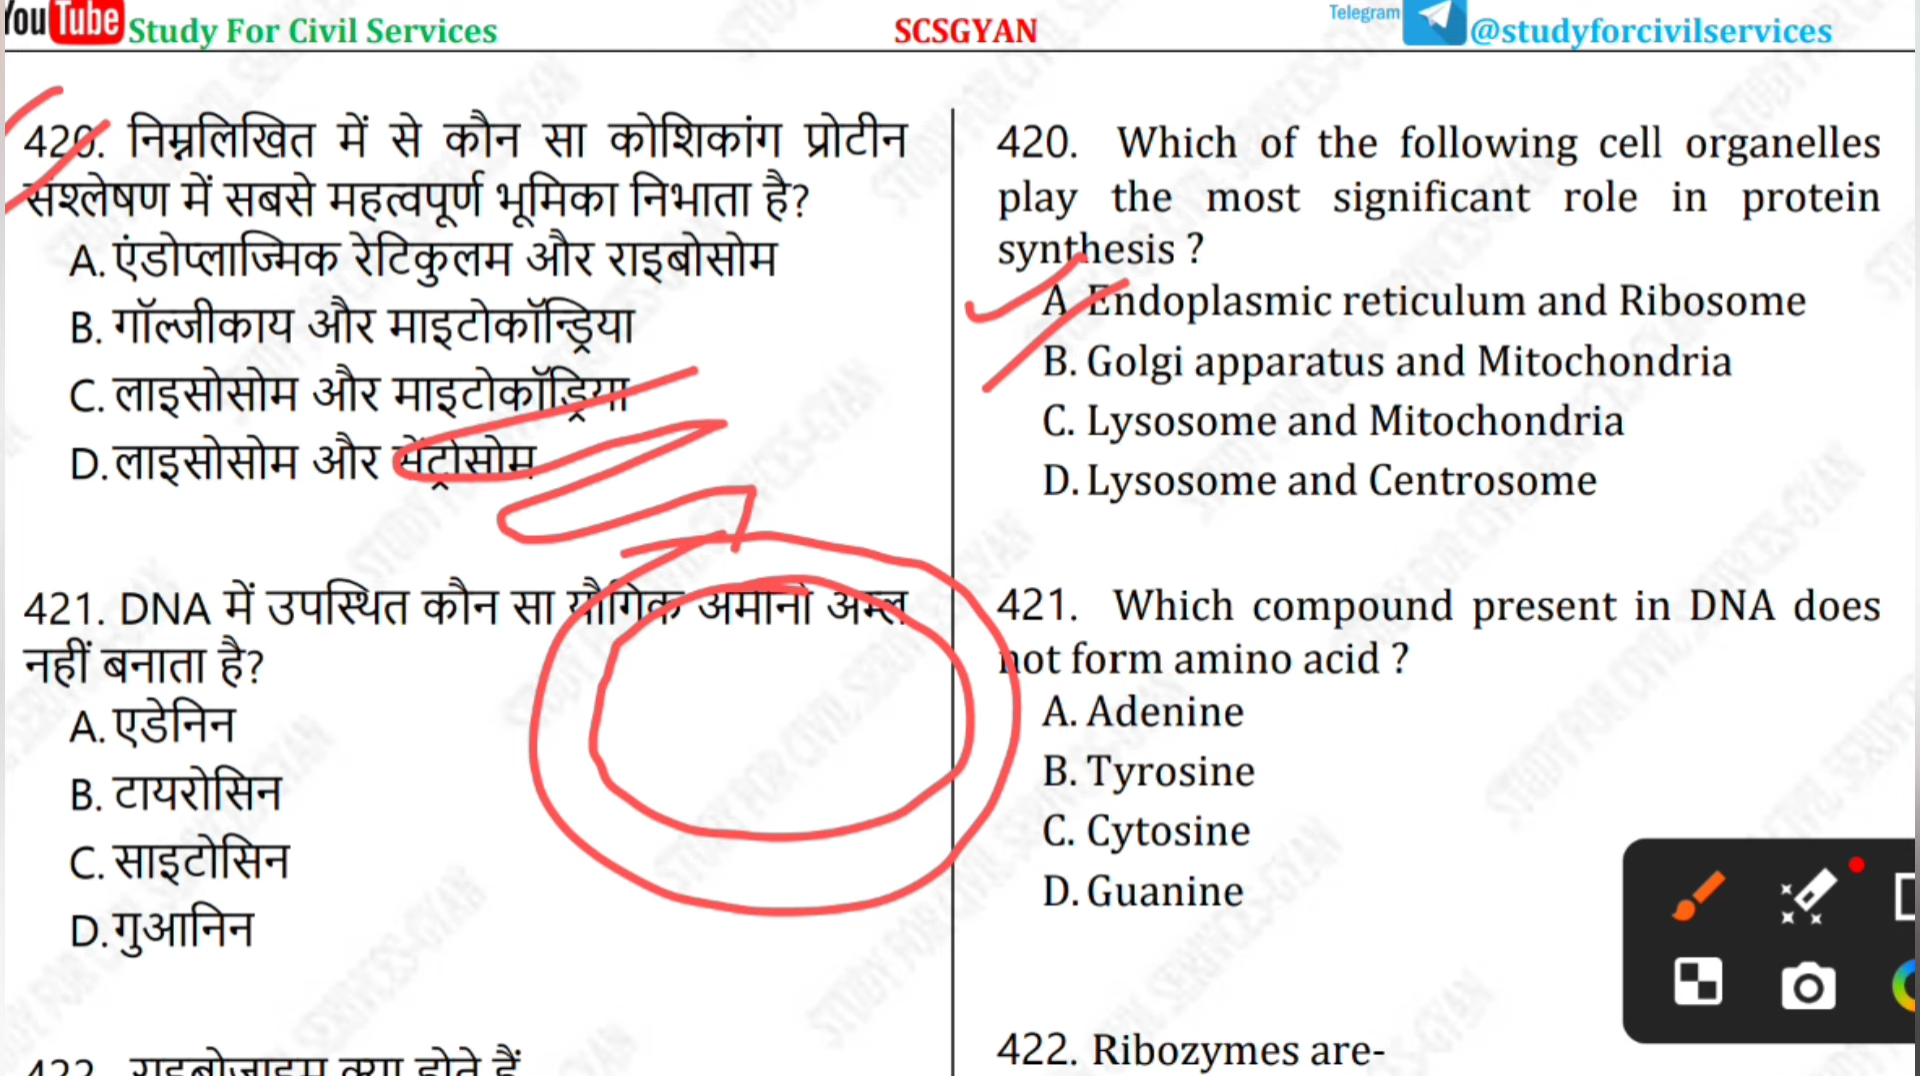 You Tube Study For Civil Services
SCSGYAN
Telegram @studyforcivilservices
420. निम्नलिखित में से कौन सा कोशिकांग प्रोटीन
संश्लेषण में सबसे महत्वपूर्ण भूमिका निभाता है?
A. एंडोप्लाज्मिक रेटिकुलम और राइबोसोम
B. गॉल्जीकाय और माइटोकॉन्ड्रिया
C. लाइसोसोम और माइटोकॉड्रिया
D. लाइसोसोम और सेंट्रोसोम
421. DNA में उपस्थित कौन सा यौगिक अमीनो अम्ल
नहीं बनाता है?
A. एडेनिन
B. टायरोसिन
C. साइटोसिन
D. गुआनिन
422. राइबोजाइम क्या होते हैं
420. Which of the following cell organelles
play the most significant role in protein
synthesis ?
A. Endoplasmic reticulum and Ribosome
B. Golgi apparatus and Mitochondria
C. Lysosome and Mitochondria
D. Lysosome and Centrosome
421. Which compound present in DNA does
not form amino acid ?
A. Adenine
B. Tyrosine
C. Cytosine
D. Guanine
422. Ribozymes are-